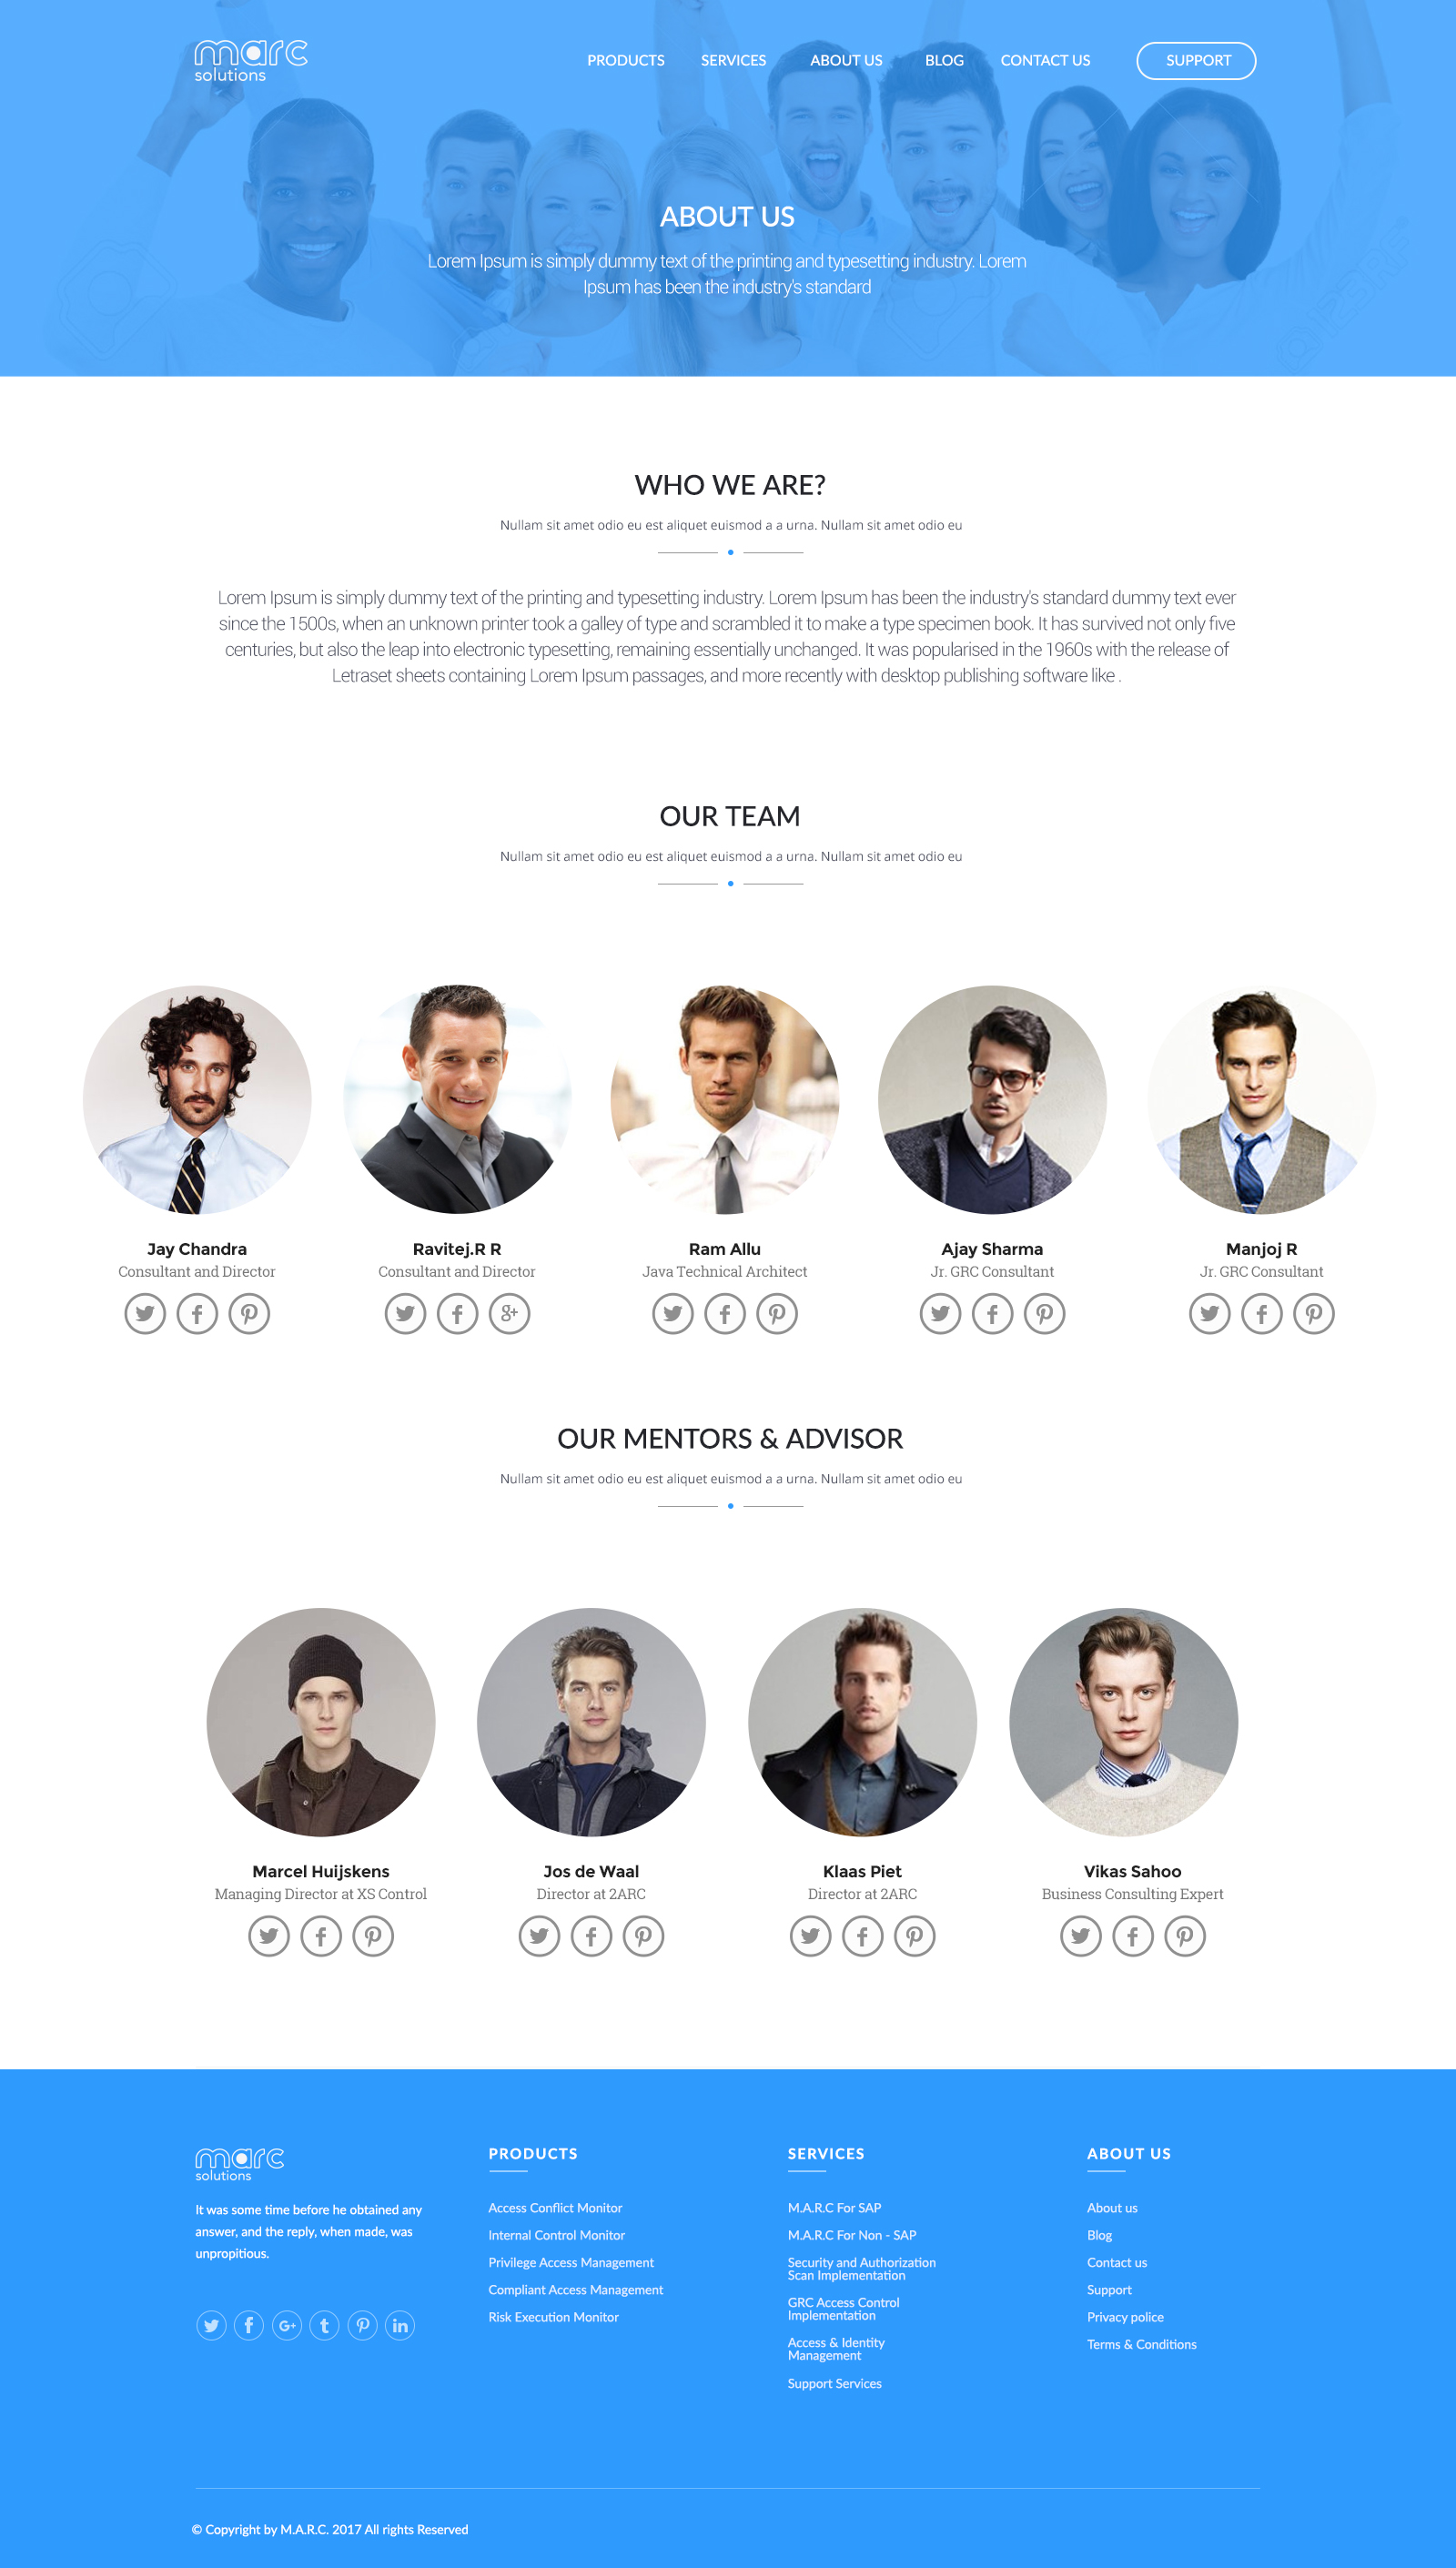 marc
solutions
PRODUCTS SERVICES ABOUT US BLOG CONTACT US SUPPORT
ABOUT US
Lorem Ipsum is simply dummy text of the printing and typesetting industry. Lorem
Ipsum has been the industry's standard
WHO WE ARE?
Nullam sit amet odio eu est aliquet euismod a a urna. Nullam sit amet odio eu
Lorem Ipsum is simply dummy text of the printing and typesetting industry. Lorem Ipsum has been the industry's standard dummy text ever
since the 1500s, when an unknown printer took a galley of type and scrambled it to make a type specimen book. It has survived not only five
centuries, but also the leap into electronic typesetting, remaining essentially unchanged. It was popularised in the 1960s with the release of
Letraset sheets containing Lorem Ipsum passages, and more recently with desktop publishing software like .
OUR TEAM
Nullam sit amet odio eu est aliquet euismod a a urna. Nullam sit amet odio eu
Jay Chandra
Consultant and Director
Ravitej.R R
Consultant and Director
Ram Allu
Java Technical Architect
Ajay Sharma
Jr. GRC Consultant
Manjoj R
Jr. GRC Consultant
OUR MENTORS & ADVISOR
Nullam sit amet odio eu est aliquet euismod a a urna. Nullam sit amet odio eu
Marcel Huijskens
Managing Director at XS Control
Jos de Waal
Director at 2ARC
Klaas Piet
Director at 2ARC
Vikas Sahoo
Business Consulting Expert
marc
solutions
It was some time before he obtained any
answer, and the reply, when made, was
unpropitious.
PRODUCTS
Access Conflict Monitor
Internal Control Monitor
Privilege Access Management
Compliant Access Management
Risk Execution Monitor
SERVICES
M.A.R.C For SAP
M.A.R.C For Non - SAP
Security and Authorization
Scan Implementation
GRC Access Control
Implementation
Access & Identity
Management
Support Services
ABOUT US
About us
Blog
Contact us
Support
Privacy police
Terms & Conditions
© Copyright by M.A.R.C. 2017 All rights Reserved